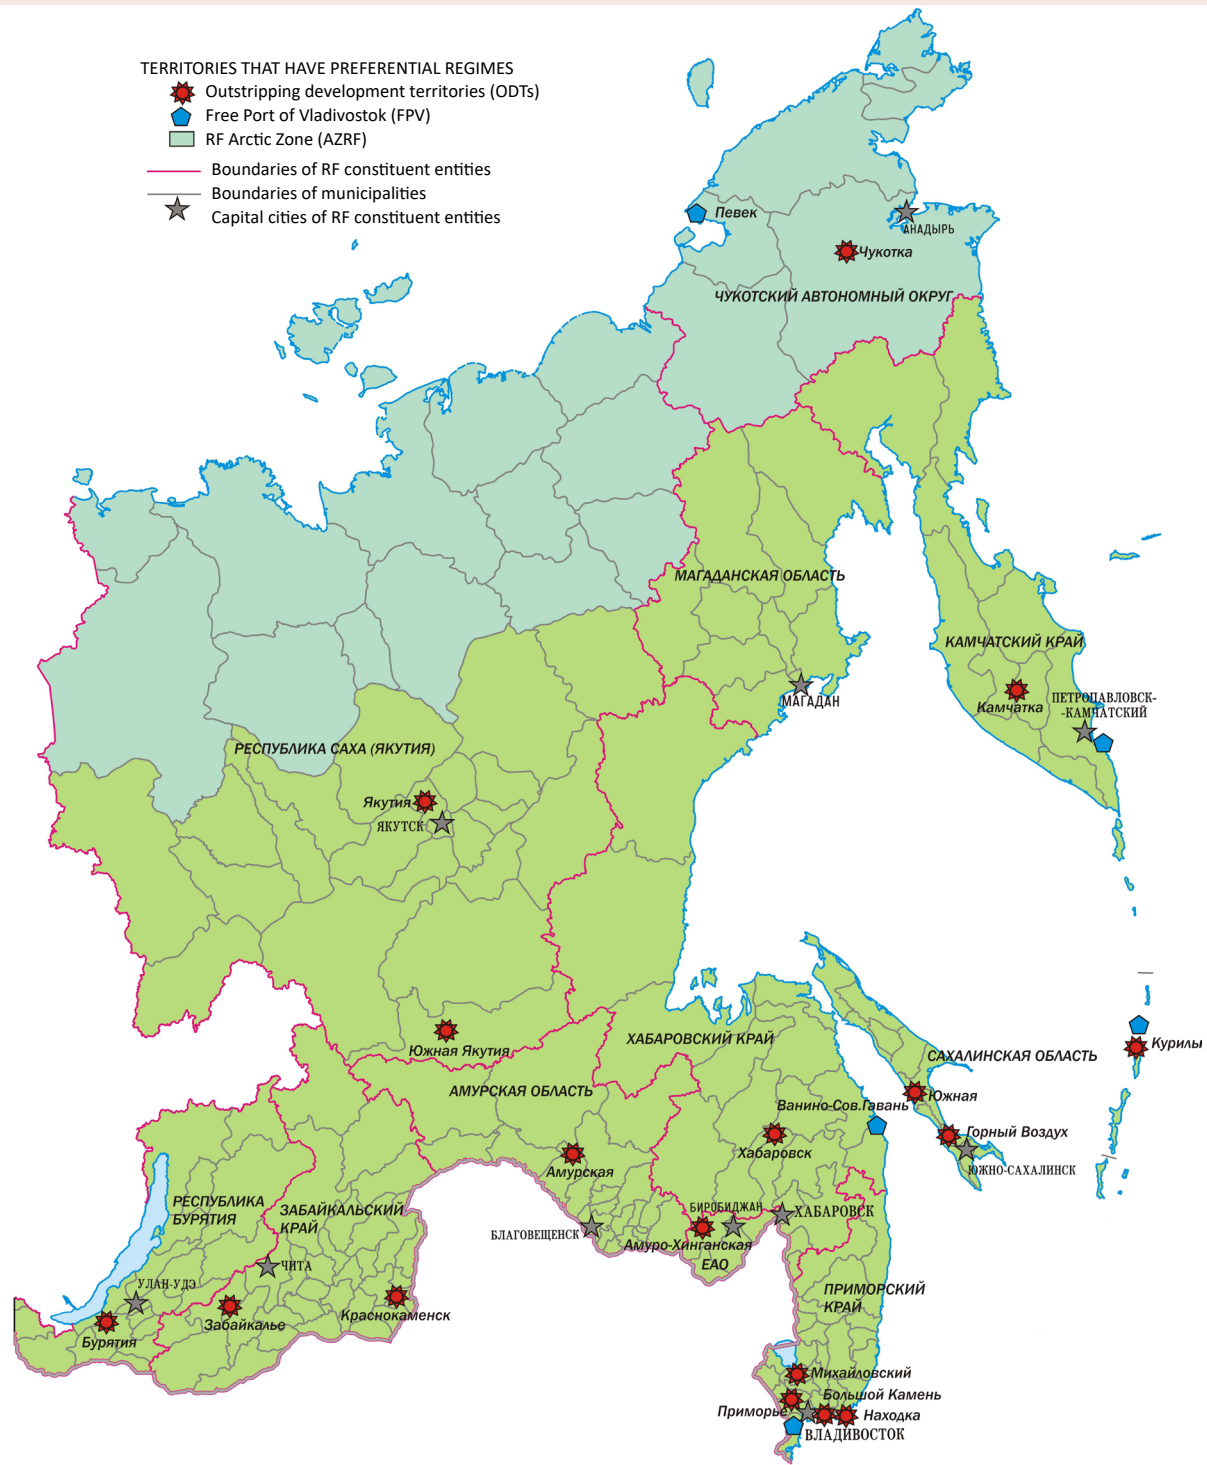 TERRITORIES THAT HAVE PREFERENTIAL REGIMES
Outstripping development territories (ODTs)
Free Port of Vladivostok (FPV)
RF Arctic Zone (AZRF)
Boundaries of RF constituent entities
Boundaries of municipalities
Capital cities of RF constituent entities
Певек
АНАДЫРЬ
Чукотка
ЧУКОТСКИЙ АВТОНОМНЫЙ ОКРУГ
МАГАДАНСКАЯ ОБЛАСТЬ
КАМЧАТСКИЙ КРАЙ
МАГАДАН
Камчатка
ПЕТРОПАВЛОВСК-
-КАМЧАТСКИЙ
РЕСПУБЛИКА САХА (ЯКУТИЯ)
Якутия
ЯКУТСК
Южная Якутия
ХАБАРОВСКИЙ КРАЙ
Курилы
САХАЛИНСКАЯ ОБЛАСТЬ
АМУРСКАЯ ОБЛАСТЬ
Южная
Ванино-Сов.Гавань
Горный Воздух
Хабаровск
ЮЖНО-САХАЛИНСК
Амурская
РЕСПУБЛИКА
БУРЯТИЯ
ЗАБАЙКАЛЬСКИЙ
КРАЙ
БИРОБИДЖАН
ХАБАРОВСК
БЛАГОВЕЩЕНСК
Амуро-Хинганская
ЕАО
ЧИТА
УЛАН-УДЭ
ПРИМОРСКИЙ
КРАЙ
Краснокаменск
Забайкалье
Бурятия
Михайловский
Большой Камень
Приморье
Находка
ВЛАДИВОСТОК